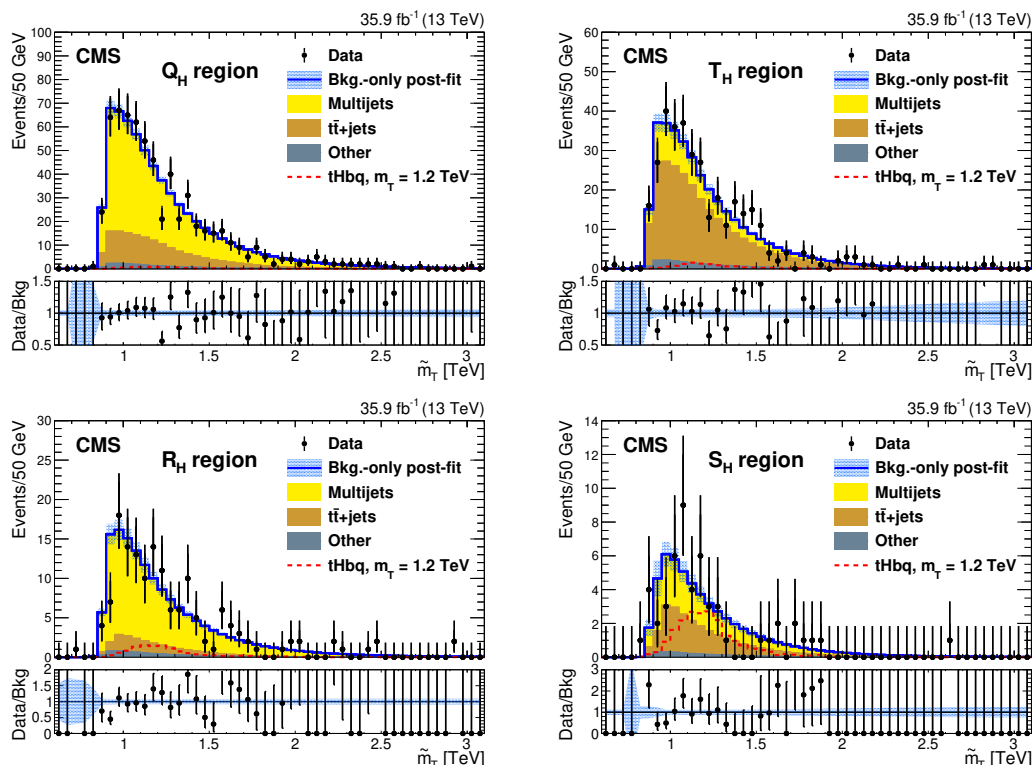 35.9 fb⁻¹ (13 TeV)
Events/50 GeV
100
90
80
70
60
50
40
30
20
10
0
CMS
Q_H region
Data
Bkg.-only post-fit
Multijets
tt̄+jets
Other
tHbq, m_T = 1.2 TeV
Data/Bkg
1.5
1
0.5
1 1.5 2 2.5 3
m̃_T [TeV]
35.9 fb⁻¹ (13 TeV)
Events/50 GeV
60
50
40
30
20
10
0
CMS
T_H region
Data
Bkg.-only post-fit
Multijets
tt̄+jets
Other
tHbq, m_T = 1.2 TeV
Data/Bkg
1.5
1
0.5
1 1.5 2 2.5 3
m̃_T [TeV]
35.9 fb⁻¹ (13 TeV)
Events/50 GeV
30
25
20
15
10
5
0
CMS
R_H region
Data
Bkg.-only post-fit
Multijets
tt̄+jets
Other
tHbq, m_T = 1.2 TeV
Data/Bkg
2
1.5
1
0.5
0
1 1.5 2 2.5 3
m̃_T [TeV]
35.9 fb⁻¹ (13 TeV)
Events/50 GeV
14
12
10
8
6
4
2
0
CMS
S_H region
Data
Bkg.-only post-fit
Multijets
tt̄+jets
Other
tHbq, m_T = 1.2 TeV
Data/Bkg
3
2
1
0
1 1.5 2 2.5 3
m̃_T [TeV]